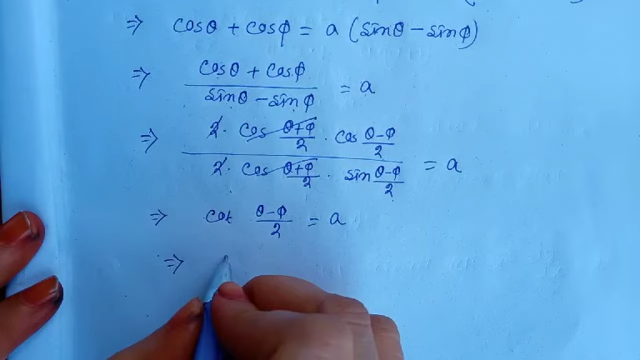 ⇒ cosθ + cosϕ = a (sinθ - sinϕ)
⇒ cosθ + cosϕ / sinθ - sinϕ = a
⇒ 2 · cos θ+ϕ/2 · cos θ-ϕ/2 / 2 · cos θ+ϕ/2 · sin θ-ϕ/2 = a
⇒ cot θ-ϕ/2 = a
⇒